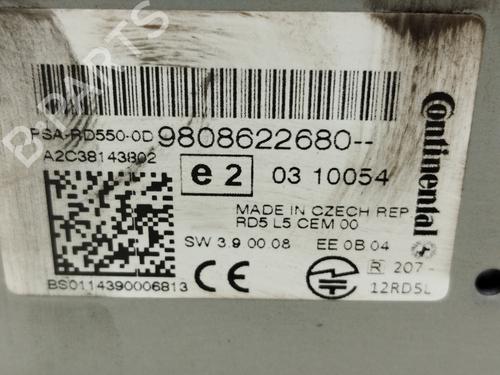 B-PARTS
PSA-RD550-0D 9808622680--
A2C38143802
e2 03 10054
MADE IN CZECH REP
RD5 L5 CEM 00
SW 3 9 00 08 EE 0B 04
CE
R 207-
12RD5L
BS0114390006813
Continental